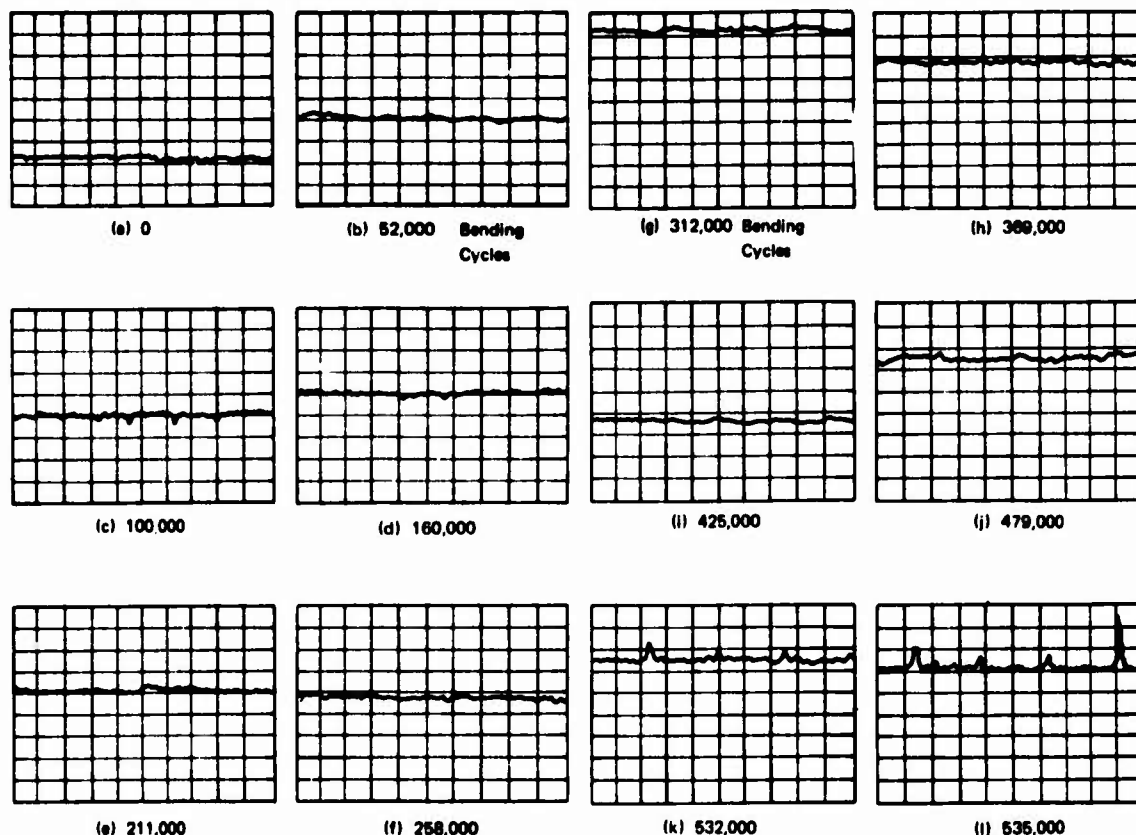 (a) 0
(b) 52,000 Bending
Cycles
(g) 312,000 Bending
Cycles
(h) 369,000
(c) 100,000
(d) 160,000
(i) 425,000
(j) 479,000
(e) 211,000
(f) 258,000
(k) 532,000
(l) 535,000